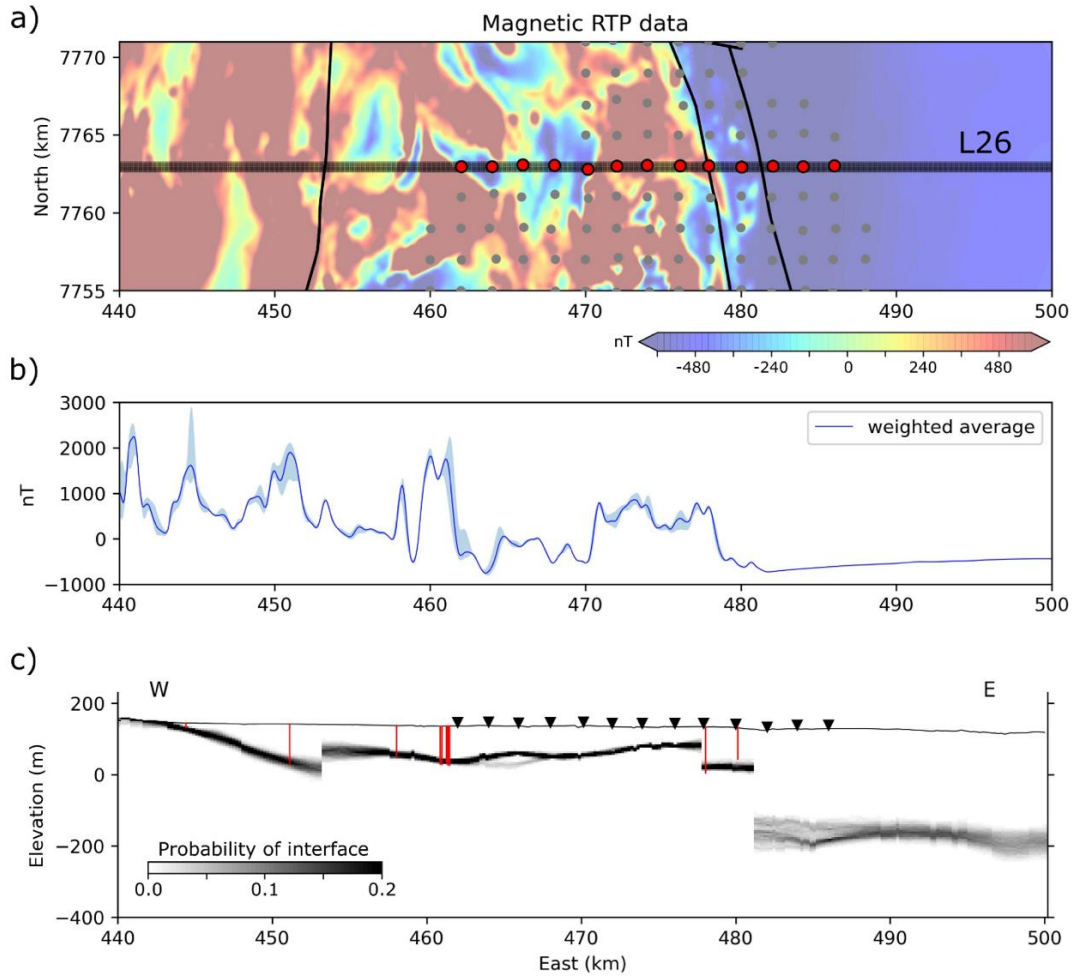 a)
Magnetic RTP data
7770
7765
7760
7755
North (km)
L26
440 450 460 470 480 490 500
nT
-480 -240 0 240 480
b)
3000
2000
1000
0
-1000
nT
weighted average
440 450 460 470 480 490 500
c)
W E
200
0
-200
-400
Elevation (m)
Probability of interface
0.0 0.1 0.2
440 450 460 470 480 490 500
East (km)